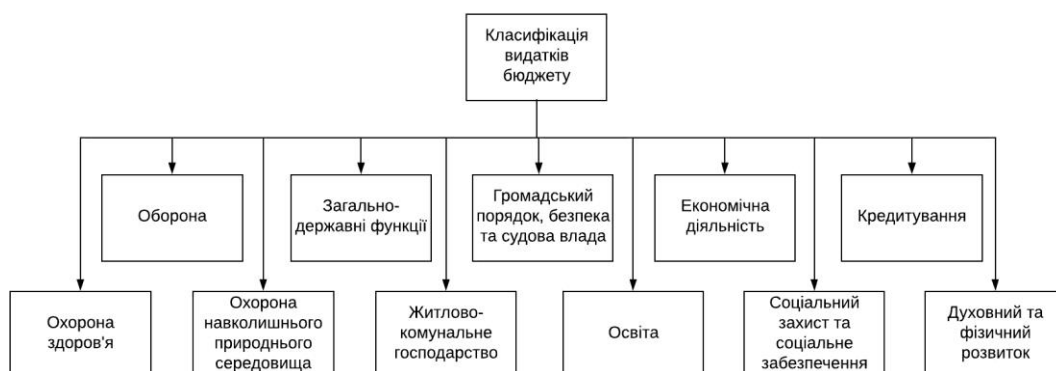 Класифікація
видатків
бюджету
Оборона
Загально-
державні функції
Громадський
порядок, безпека
та судова влада
Економічна
діяльність
Кредитування
Охорона
здоров'я
Охорона
навколишнього
природнього
середовища
Житлово-
комунальне
господарство
Освіта
Соціальний
захист та
соціальне
забезпечення
Духовний та
фізичний
розвиток